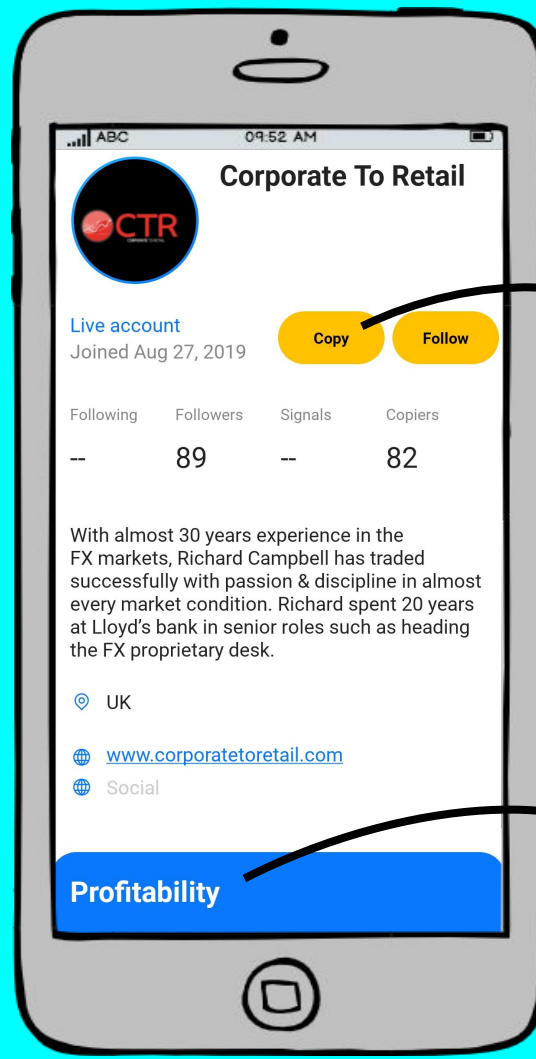 ABC 09:52 AM
Corporate To Retail
CTR
Live account
Joined Aug 27, 2019
Copy Follow
Following Followers Signals Copiers
-- 89 -- 82
With almost 30 years experience in the
FX markets, Richard Campbell has traded
successfully with passion & discipline in almost
every market condition. Richard spent 20 years
at Lloyd’s bank in senior roles such as heading
the FX proprietary desk.
UK
www.corporatetoretail.com
Social
Profitability